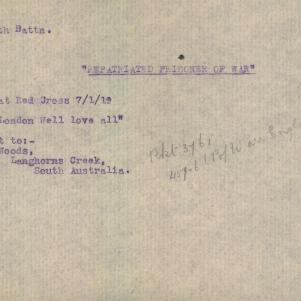 th Battn.
"REPATRIATED PRISONER OF WAR"
at Red Cross 7/1/19
London Well love all"
t to:-
Woods,
Langhorns Creek,
South Australia.
Pkt